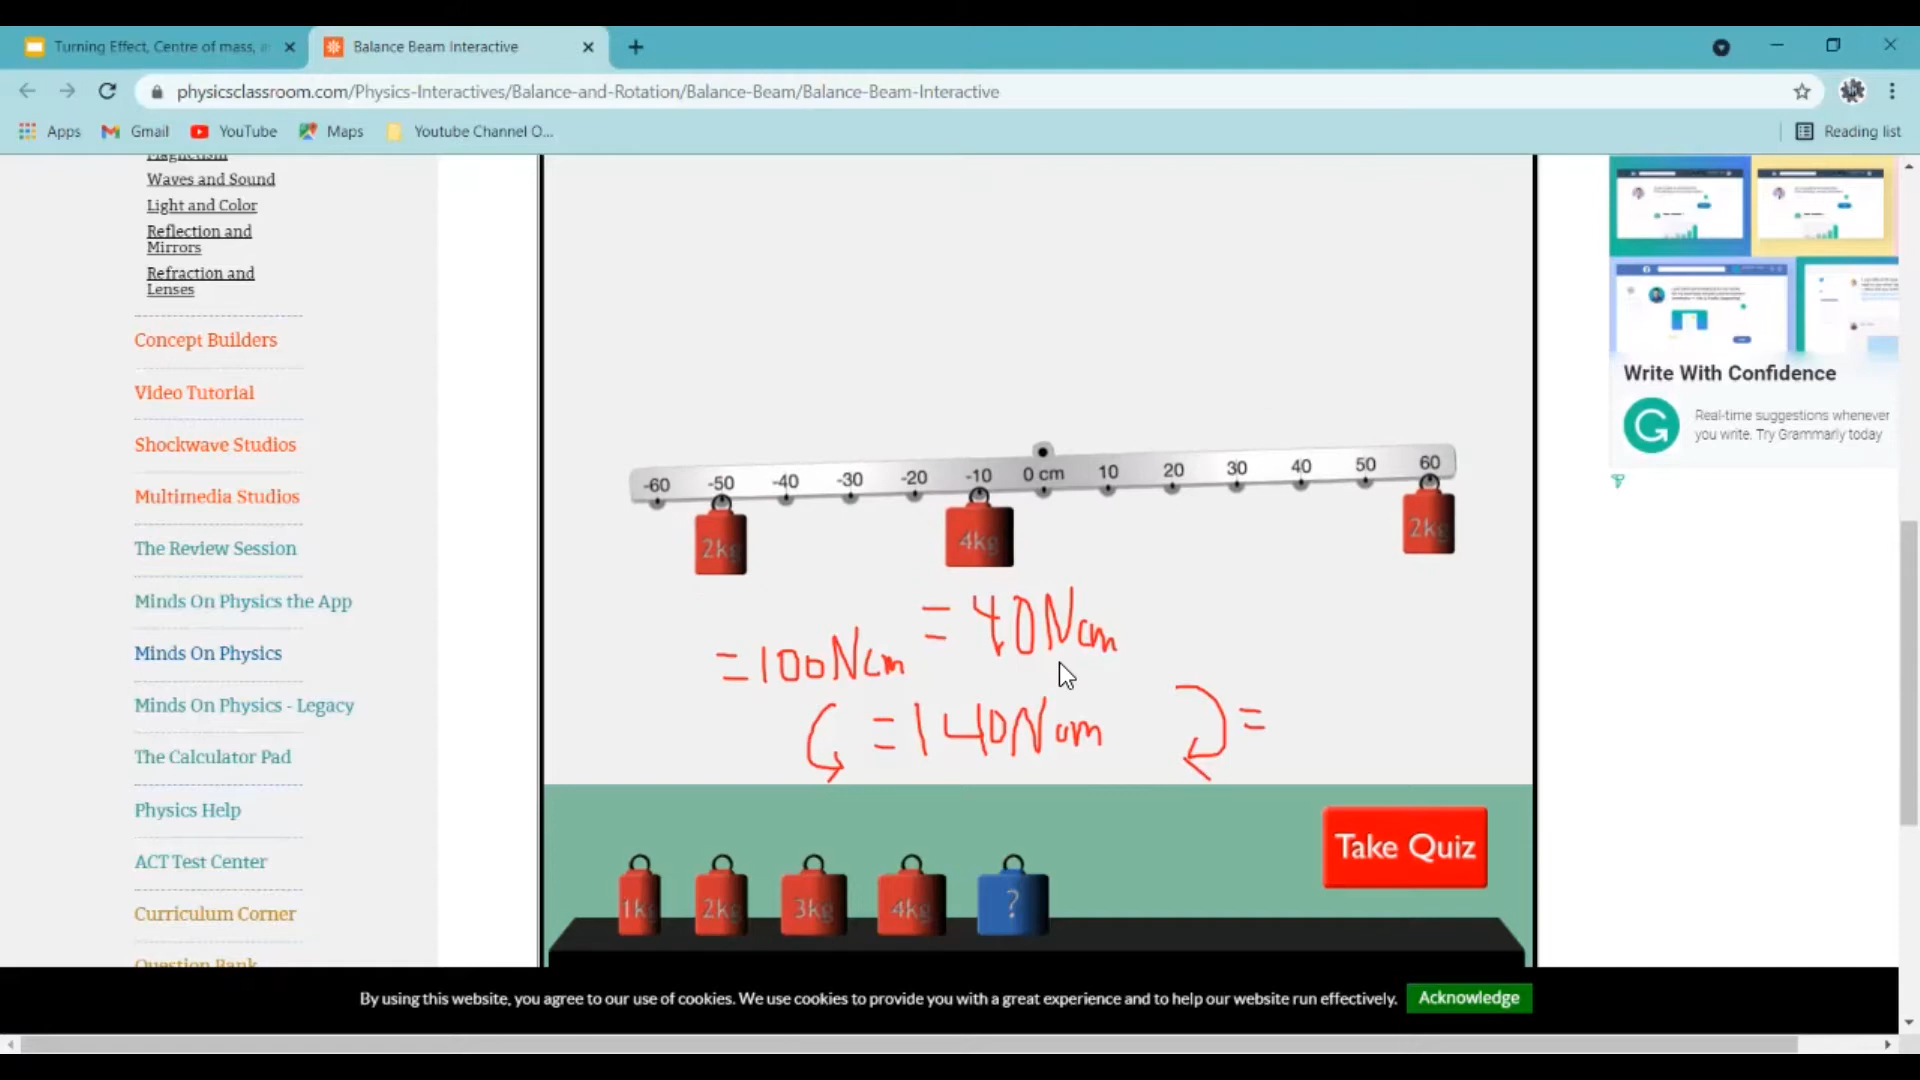 Turning Effect, Centre of mass,
Balance Beam Interactive
physicsclassroom.com/Physics-Interactives/Balance-and-Rotation/Balance-Beam/Balance-Beam-Interactive
Apps Gmail YouTube Maps Youtube Channel O... Reading list
Magnetism
Waves and Sound
Light and Color
Reflection and
Mirrors
Refraction and
Lenses
Concept Builders
Video Tutorial
Shockwave Studios
Multimedia Studios
The Review Session
Minds On Physics the App
Minds On Physics
Minds On Physics - Legacy
The Calculator Pad
Physics Help
ACT Test Center
Curriculum Corner
Question Bank
-60 -50 -40 -30 -20 -10 0 cm 10 20 30 40 50 60
2kg 4kg 2kg
= 40Ncm
=100Ncm
= 140Ncm =
Take Quiz
1kg 2kg 3kg 4kg ?
Write With Confidence
Real-time suggestions whenever
you write. Try Grammarly today
By using this website, you agree to our use of cookies. We use cookies to provide you with a great experience and to help our website run effectively. Acknowledge